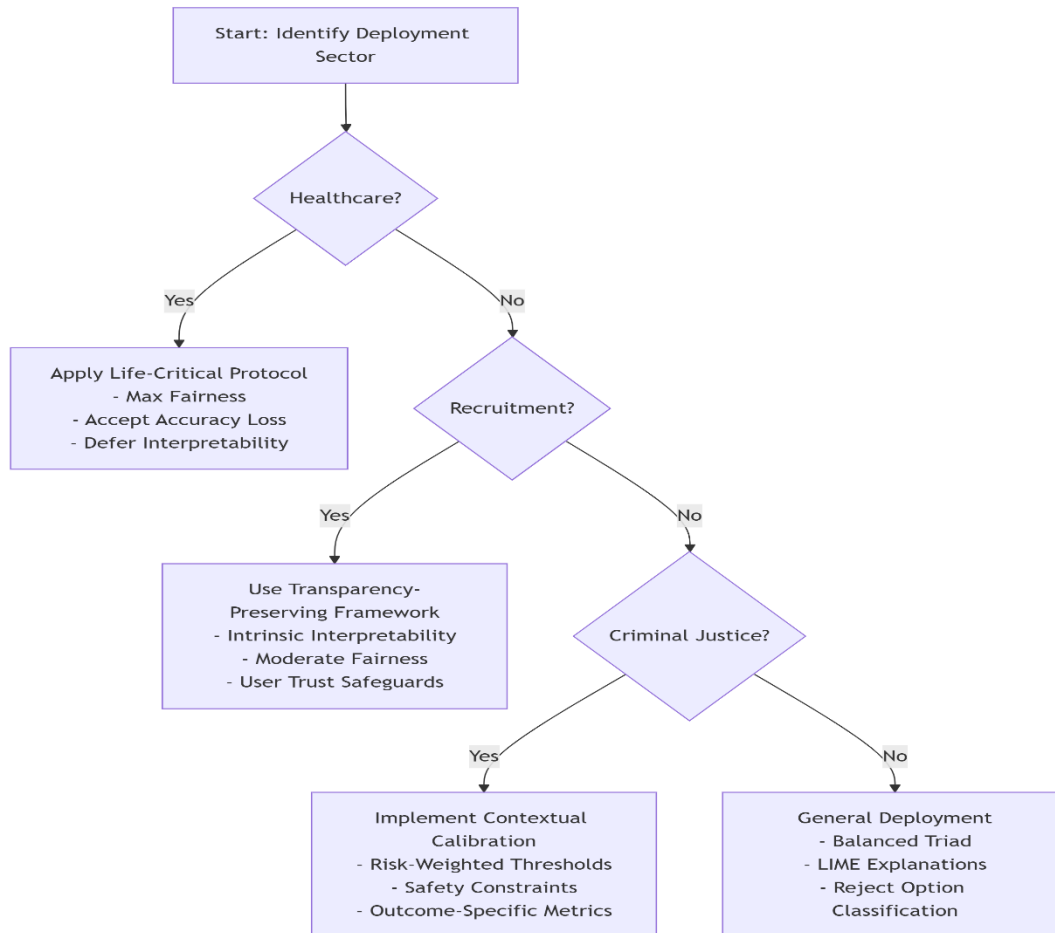 Start: Identify Deployment
Sector
Healthcare?
Yes
No
Apply Life-Critical Protocol
- Max Fairness
- Accept Accuracy Loss
- Defer Interpretability
Recruitment?
Yes
No
Use Transparency-
Preserving Framework
- Intrinsic Interpretability
- Moderate Fairness
- User Trust Safeguards
Criminal Justice?
Yes
No
Implement Contextual
Calibration
- Risk-Weighted Thresholds
- Safety Constraints
- Outcome-Specific Metrics
General Deployment
- Balanced Triad
- LIME Explanations
- Reject Option
Classification